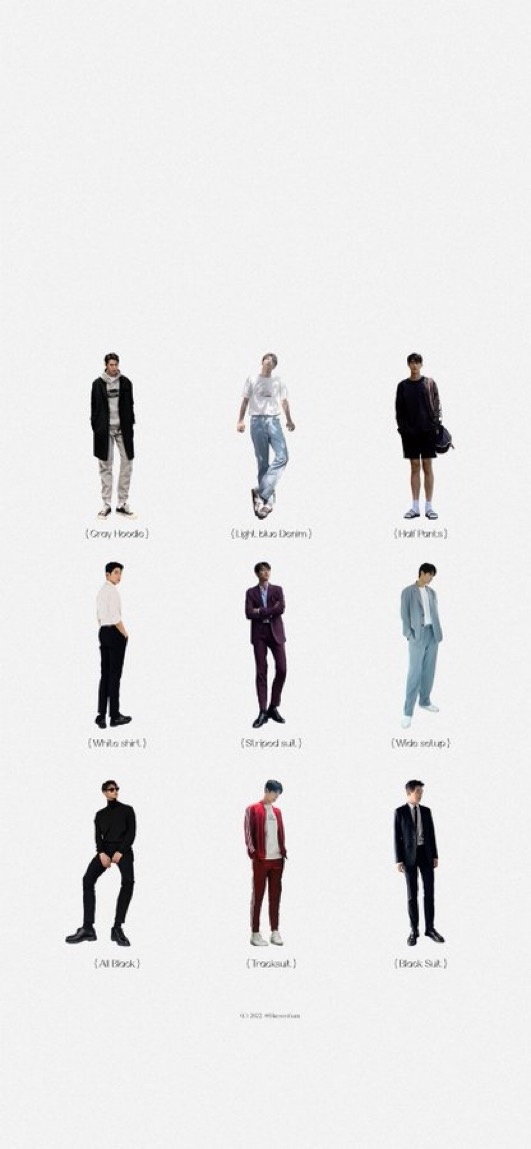 (Gray Hoodie)
(Light blue Denim)
(Half Pants)
(White shirt)
(Striped suit)
(Wide setup)
(All Black)
(Tracksuit)
(Black Suit)
(C) 2022.